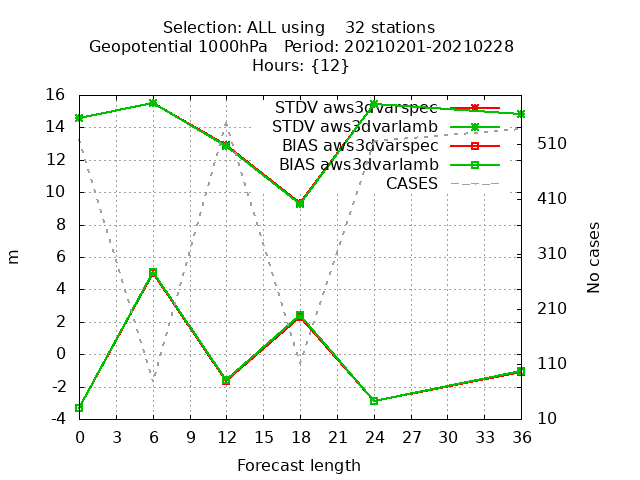 Selection: ALL using    32 stations
Geopotential 1000hPa   Period: 20210201-20210228
Hours: {12}
STDV aws3dvarspec
STDV aws3dvarlamb
BIAS aws3dvarspec
BIAS aws3dvarlamb
CASES
16
14
12
10
8
6
4
2
0
-2
-4
m
510
410
310
210
110
10
No cases
0 3 6 9 12 15 18 21 24 27 30 33 36
Forecast length